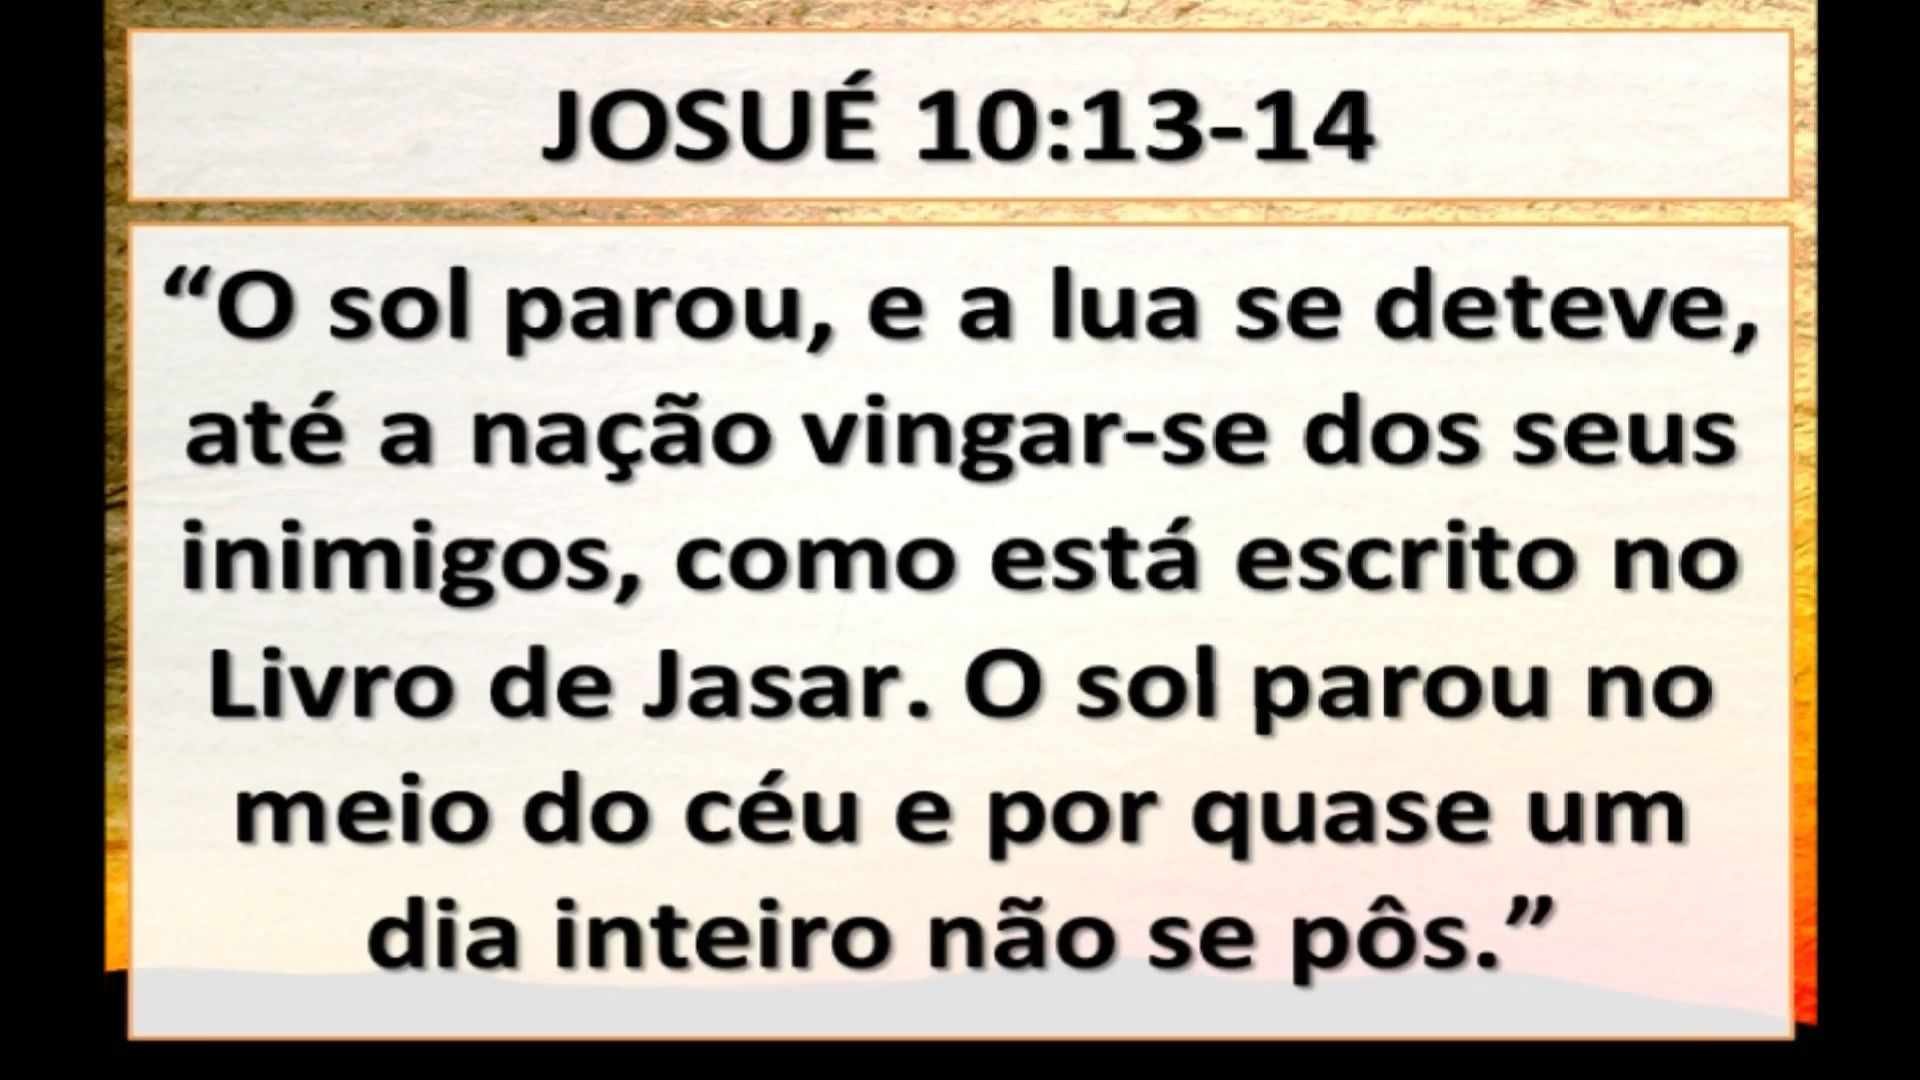 JOSUÉ 10:13-14
“O sol parou, e a lua se deteve,
até a nação vingar-se dos seus
inimigos, como está escrito no
Livro de Jasar. O sol parou no
meio do céu e por quase um
dia inteiro não se pôs.”